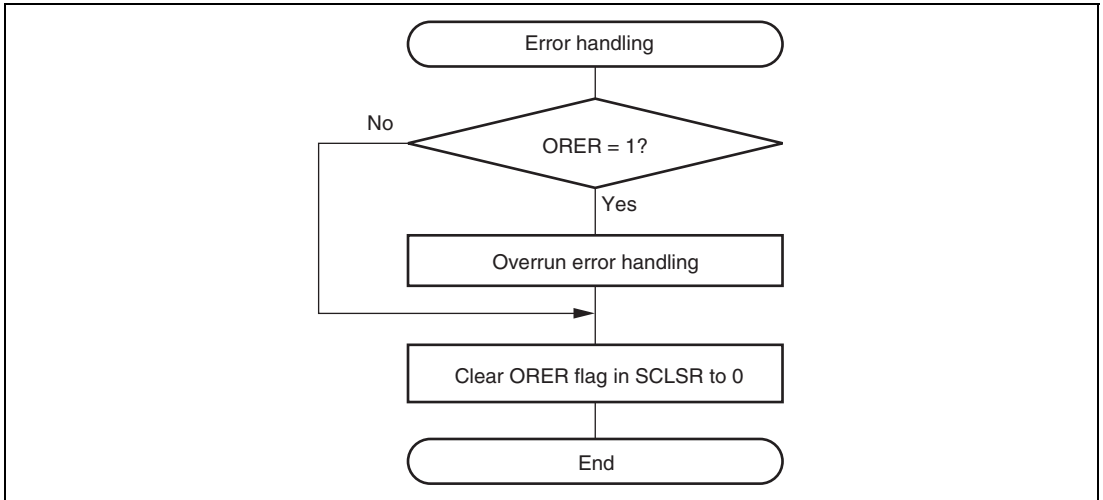 Error handling
No
ORER = 1?
Yes
Overrun error handling
Clear ORER flag in SCLSR to 0
End